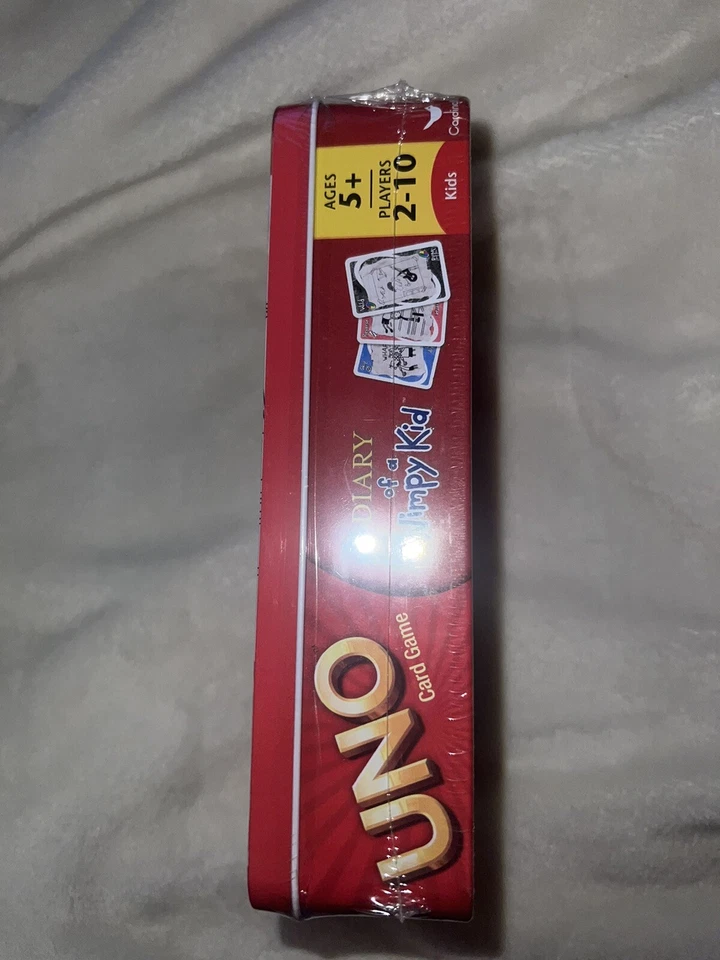 UNO
Card Game
DIARY
of a
Wimpy Kid
AGES
5+
PLAYERS
2-10
Kids